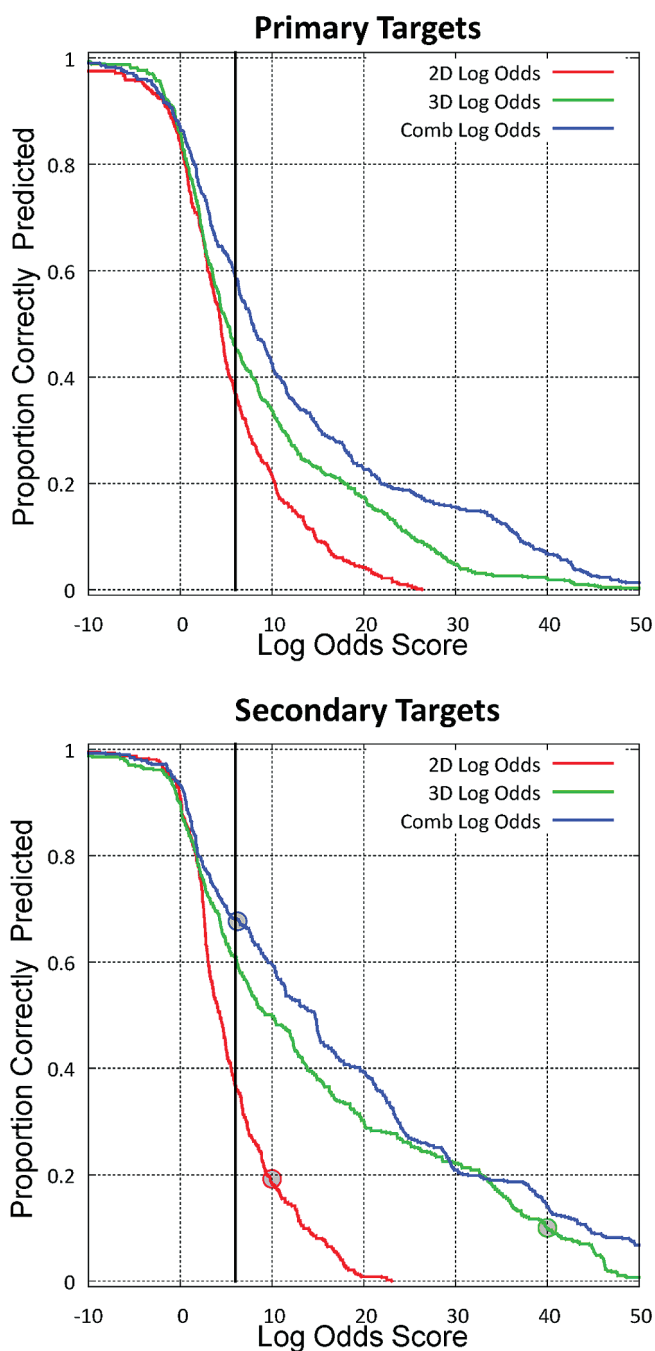 Primary Targets
2D Log Odds
3D Log Odds
Comb Log Odds
Proportion Correctly Predicted
1
0.8
0.6
0.4
0.2
0
-10 0 10 20 30 40 50
Log Odds Score
Secondary Targets
2D Log Odds
3D Log Odds
Comb Log Odds
Proportion Correctly Predicted
1
0.8
0.6
0.4
0.2
0
-10 0 10 20 30 40 50
Log Odds Score